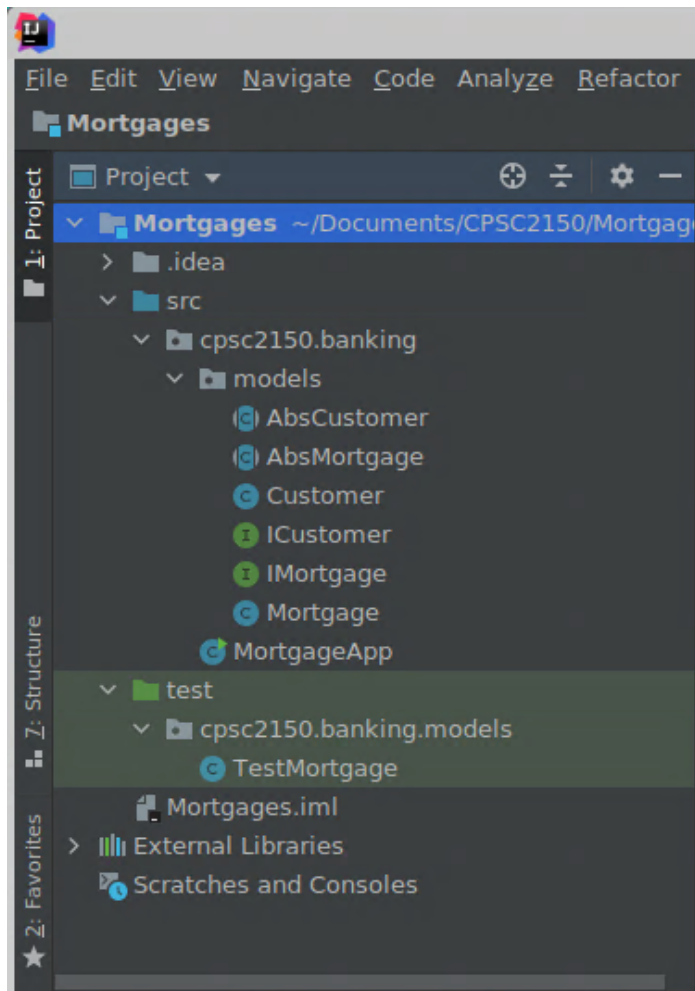 IJ
File Edit View Navigate Code Analyze Refactor
Mortgages
1: Project
Project
Mortgages ~/Documents/CPSC2150/Mortgage
.idea
src
cpsc2150.banking
models
AbsCustomer
AbsMortgage
Customer
ICustomer
IMortgage
Mortgage
MortgageApp
test
cpsc2150.banking.models
TestMortgage
Mortgages.iml
External Libraries
Scratches and Consoles
7: Structure
2: Favorites